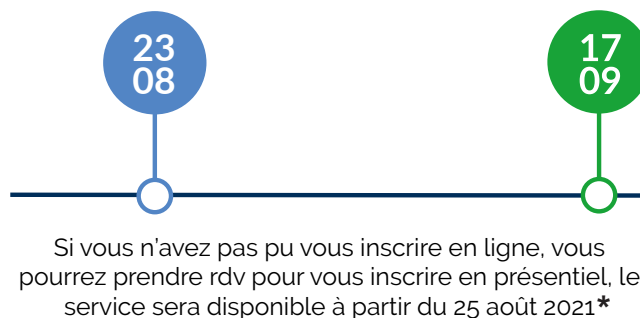 23
08
17
09
Si vous n'avez pas pu vous inscrire en ligne, vous
pourrez prendre rdv pour vous inscrire en présentiel, le
service sera disponible à partir du 25 août 2021*